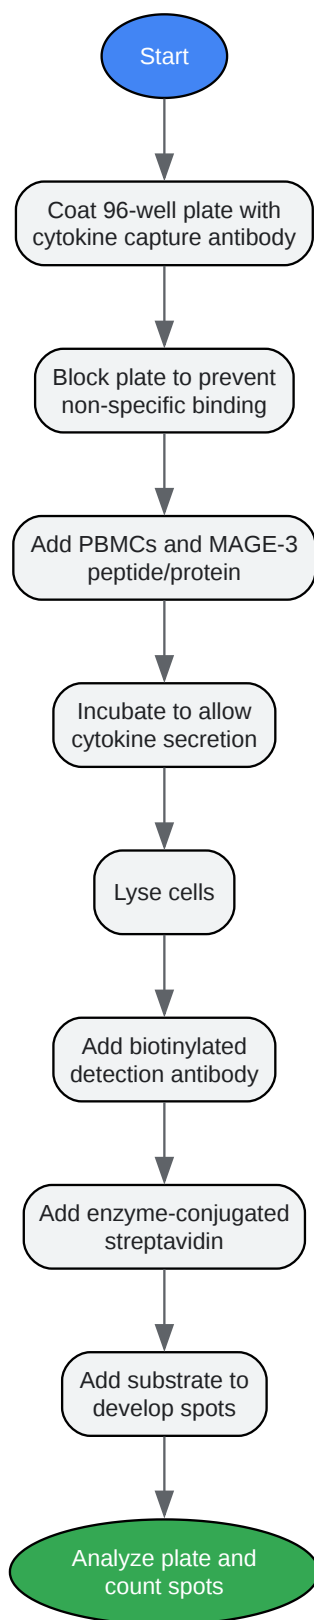 Start
Coat 96-well plate with
cytokine capture antibody
Block plate to prevent
non-specific binding
Add PBMCs and MAGE-3
peptide/protein
Incubate to allow
cytokine secretion
Lyse cells
Add biotinylated
detection antibody
Add enzyme-conjugated
streptavidin
Add substrate to
develop spots
Analyze plate and
count spots